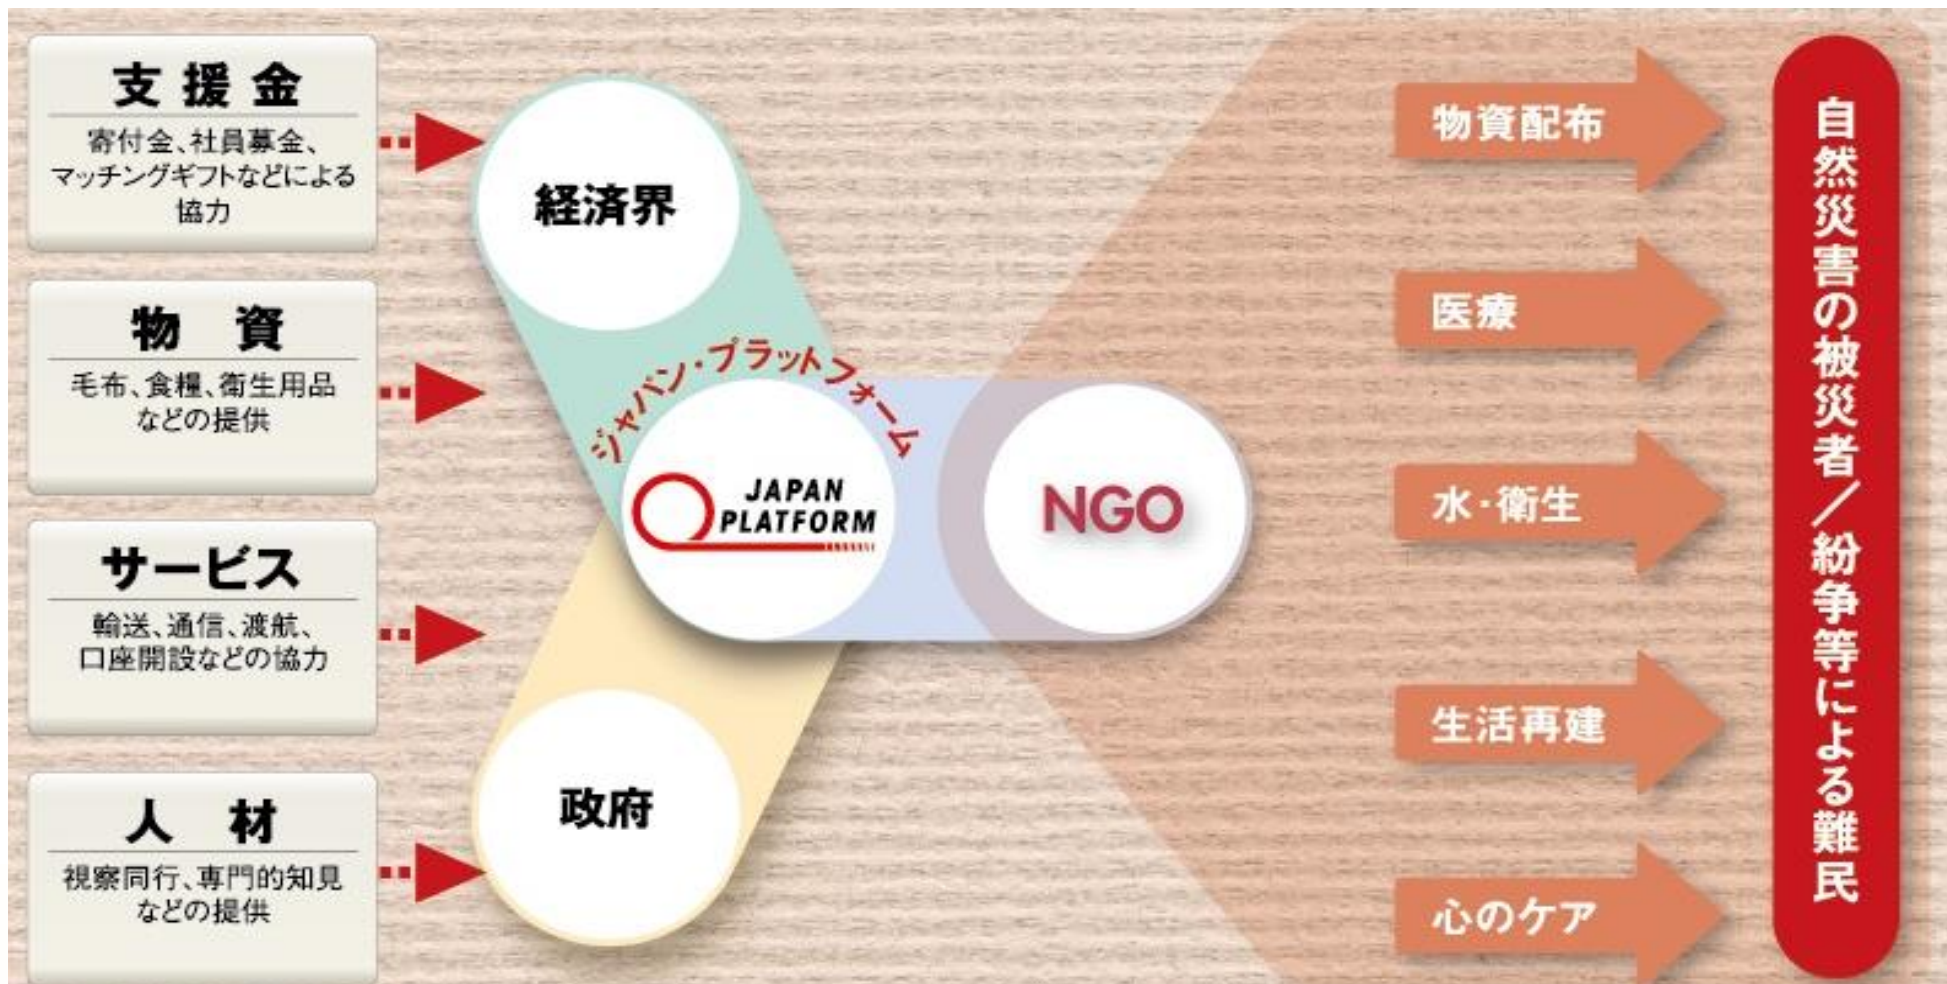 支援金
寄付金、社員募金、
マッチングギフトなどによる
協力
物 資
毛布、食糧、衛生用品
などの提供
サービス
輸送、通信、渡航、
口座開設などの協力
人 材
視察同行、専門的知見
などの提供
経済界
ジャパン・プラットフォーム
JAPAN
PLATFORM
NGO
政府
物資配布
医療
水・衛生
生活再建
心のケア
自然災害の被災者／紛争等による難民